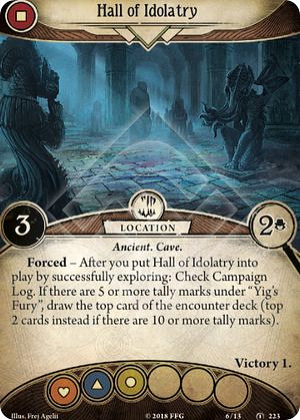 Hall of Idolatry
3
LOCATION
2
Ancient. Cave.
Forced – After you put Hall of Idolatry into
play by successfully exploring: Check Campaign
Log. If there are 5 or more tally marks under “Yig’s
Fury”, draw the top card of the encounter deck (top
2 cards instead if there are 10 or more tally marks).
Victory 1.
Illus. Frej Agelii
© 2018 FFG
6/13
223